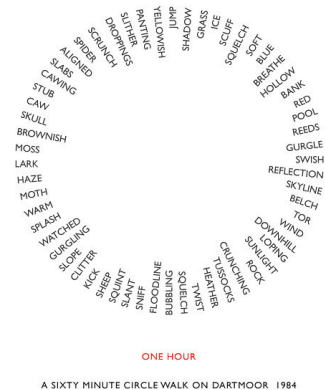 JUMP
SHADOW
GRASS
ICE
SCUFF
SQUELCH
SOFT
BLUE
BREATHE
HOLLOW
BANK
RED
POOL
REEDS
GURGLE
SWISH
REFLECTION
SKYLINE
BELCH
TOR
WIND
DOWNHILL
LOPING
SUNLIGHT
ROCK
CRUNCHING
TUSSOCKS
HEATHER
TWIST
SQUELCH
BUBBLING
FLOODLINE
SNIFF
SLANT
SQUINT
SHEEP
KICK
CLITTER
SLOPE
GURGLING
WATCHED
SPLASH
WARM
MOTH
HAZE
LARK
MOSS
BROWNISH
SKULL
CAW
STUB
CAWING
SLABS
ALIGNED
SPIDER
SCRUNCH
DROPPINGS
SLITHER
PANTING
YELLOWISH
ONE HOUR
A SIXTY MINUTE CIRCLE WALK ON DARTMOOR 1984